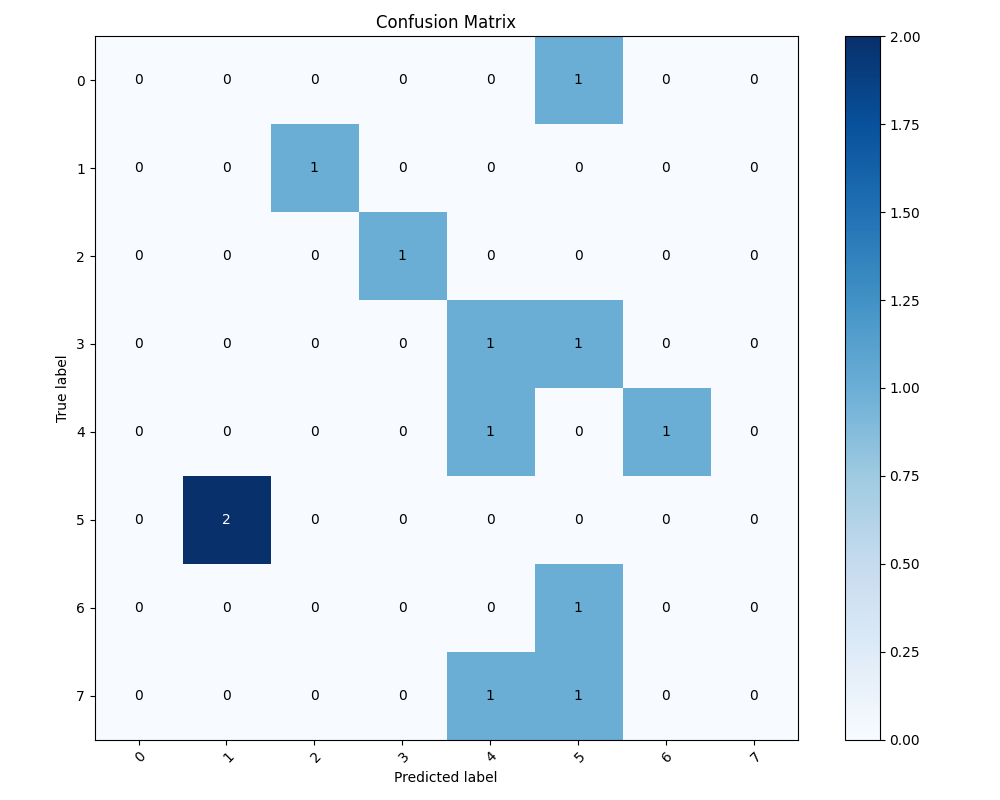 Confusion Matrix
True label
0 0 0 0 0 0 1 0 0
1 0 0 1 0 0 0 0 0
2 0 0 0 1 0 0 0 0
3 0 0 0 0 1 1 0 0
4 0 0 0 0 1 0 1 0
5 0 2 0 0 0 0 0 0
6 0 0 0 0 0 1 0 0
7 0 0 0 0 1 1 0 0
0 1 2 3 4 5 6 7
Predicted label
2.00
1.75
1.50
1.25
1.00
0.75
0.50
0.25
0.00